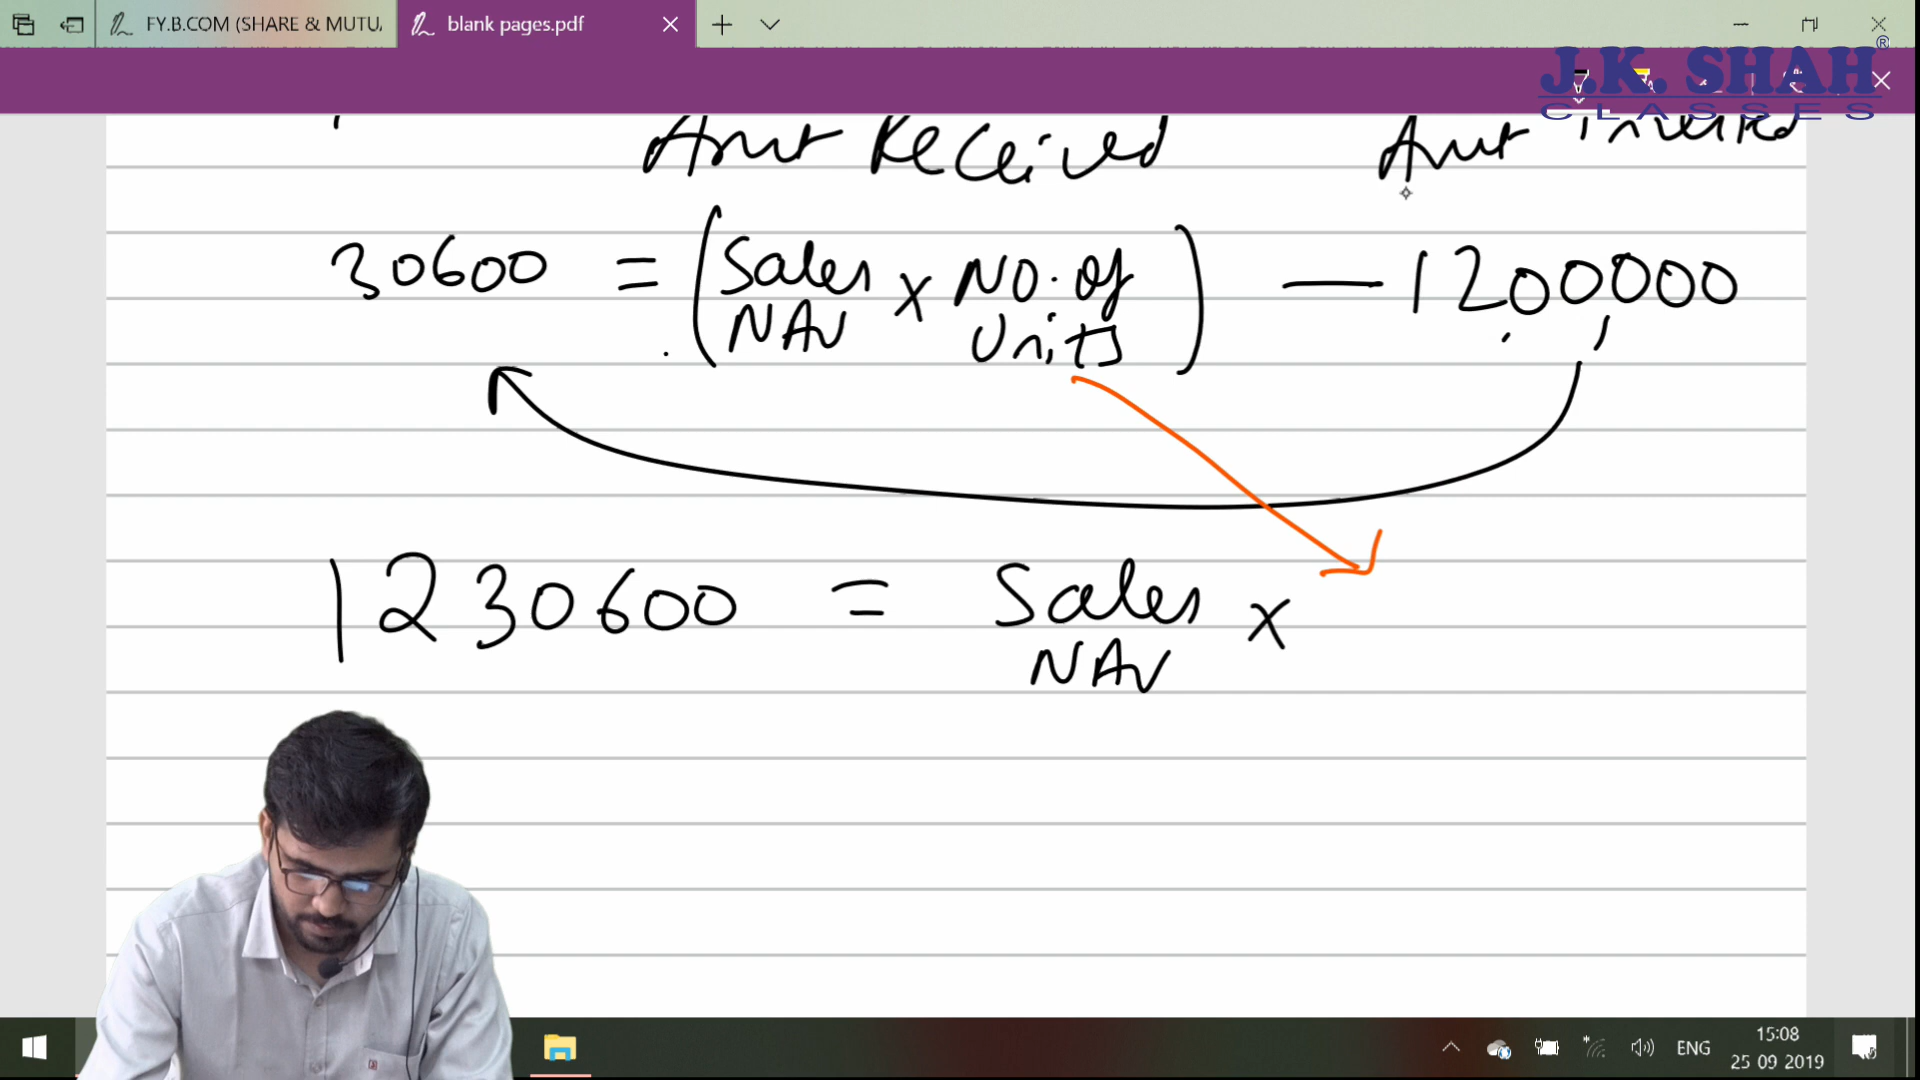 FY.B.COM (SHARE & MUTU
blank pages.pdf
J.K. SHAH®
CLASSES
Amt Received Amt invested
30600 = (Sales NAV x No. of Units) — 1200000
1230600 = Sales NAV x
ENG
15:08
25 09 2019